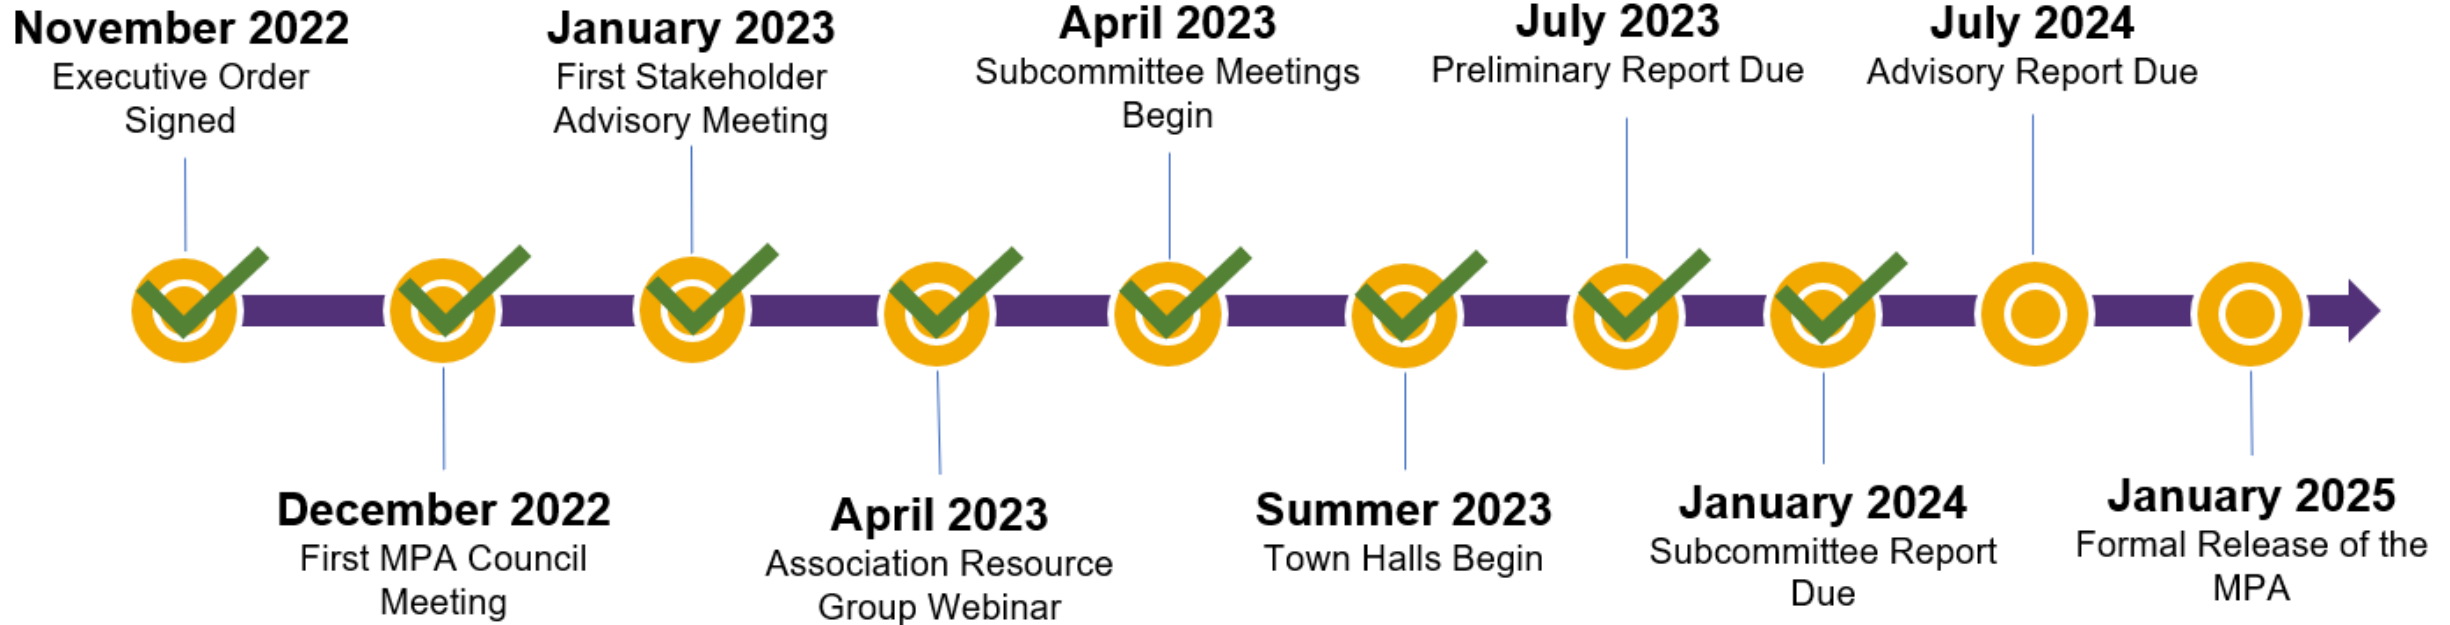 November 2022
Executive Order
Signed
December 2022
First MPA Council
Meeting
January 2023
First Stakeholder
Advisory Meeting
April 2023
Association Resource
Group Webinar
April 2023
Subcommittee Meetings
Begin
Summer 2023
Town Halls Begin
July 2023
Preliminary Report Due
January 2024
Subcommittee Report
Due
July 2024
Advisory Report Due
January 2025
Formal Release of the
MPA